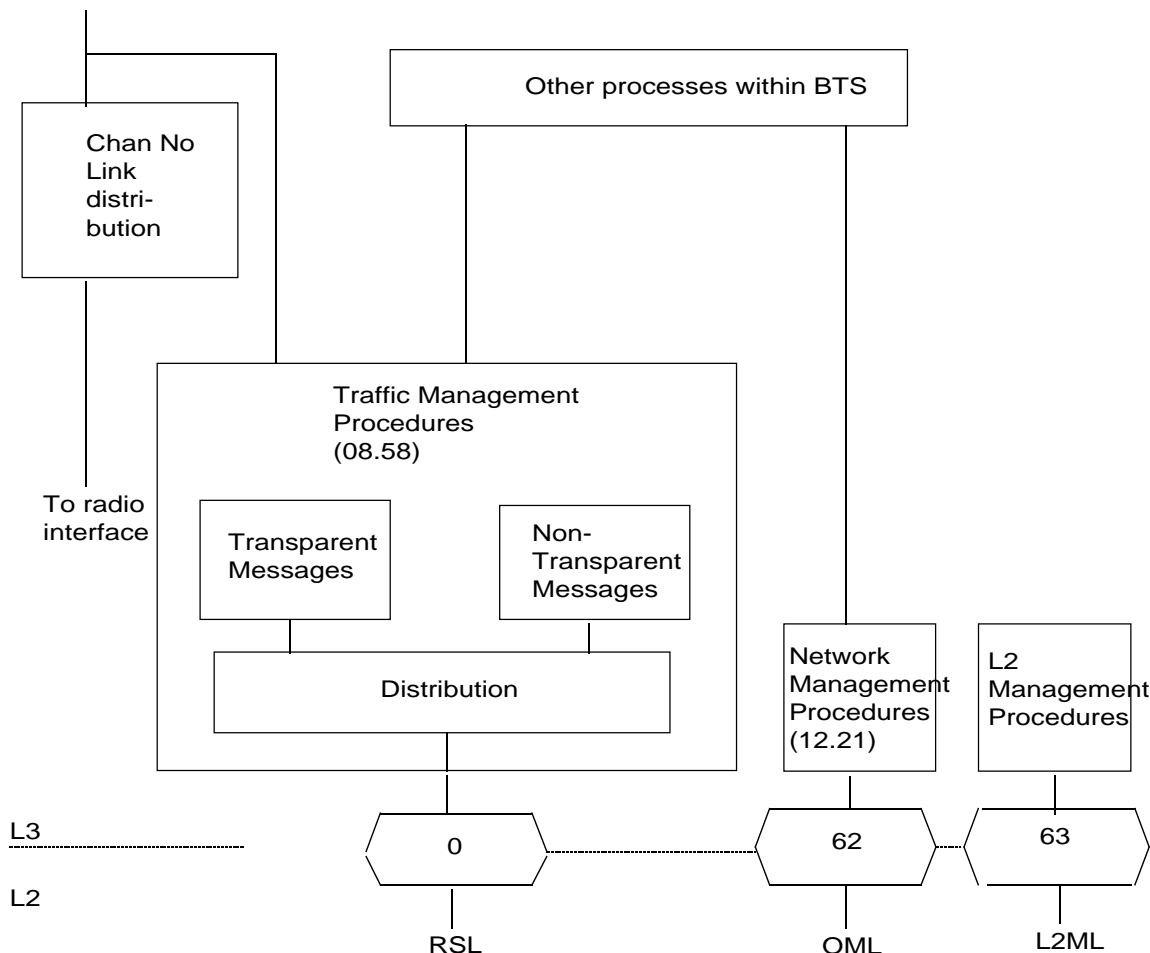 Other processes within BTS
Chan No
Link
distri-
bution
Traffic Management
Procedures
(08.58)
To radio
interface
Transparent
Messages
Non-
Transparent
Messages
Distribution
Network
Management
Procedures
(12.21)
L2
Management
Procedures
L3
0
62
63
L2
RSL
OML
L2ML